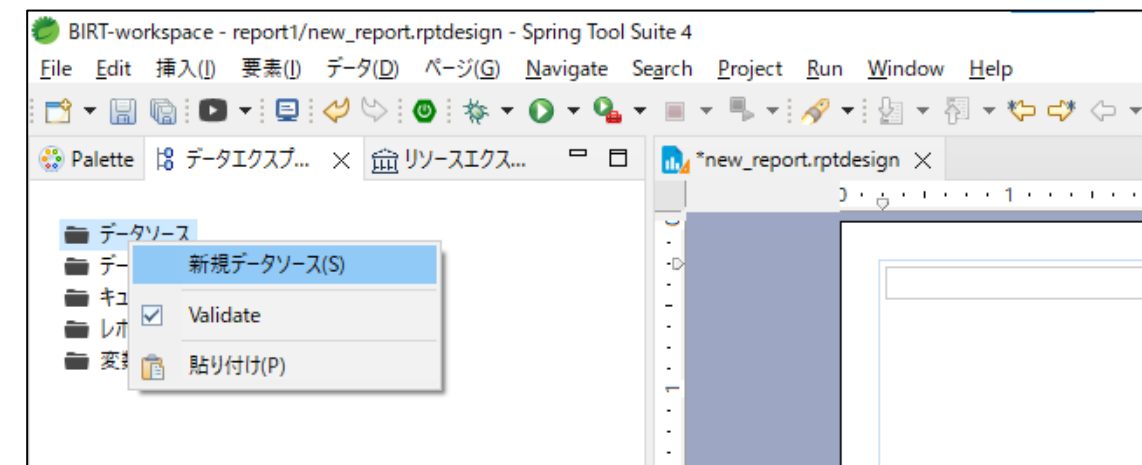 BIRT-workspace - report1/new_report.rptdesign - Spring Tool Suite 4
File Edit 挿入(I) 要素(I) データ(D) ページ(G) Navigate Search Project Run Window Help
Palette データエクスプ... リソースエクス... *new_report.rptdesign
1
データソース
新規データソース(S)
Validate
貼り付け(P)
1